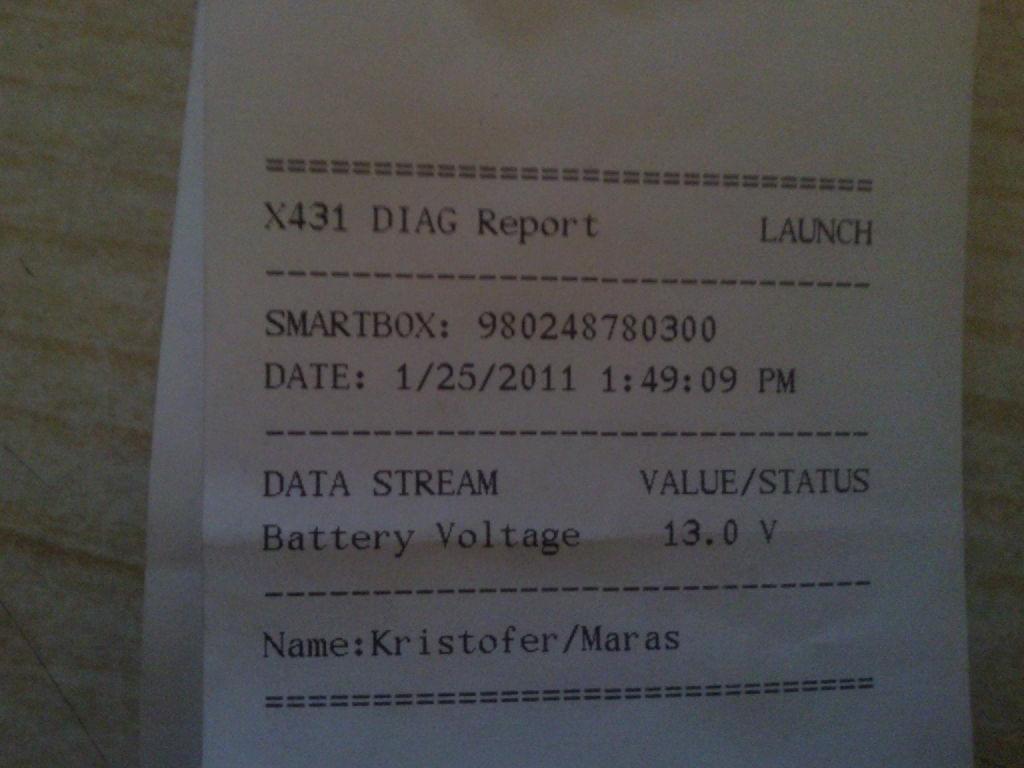 ==============================
X431 DIAG Report LAUNCH
------------------------------
SMARTBOX: 980248780300
DATE: 1/25/2011 1:49:09 PM
------------------------------
DATA STREAM VALUE/STATUS
Battery Voltage 13.0 V
------------------------------
Name:Kristofer/Maras
==============================